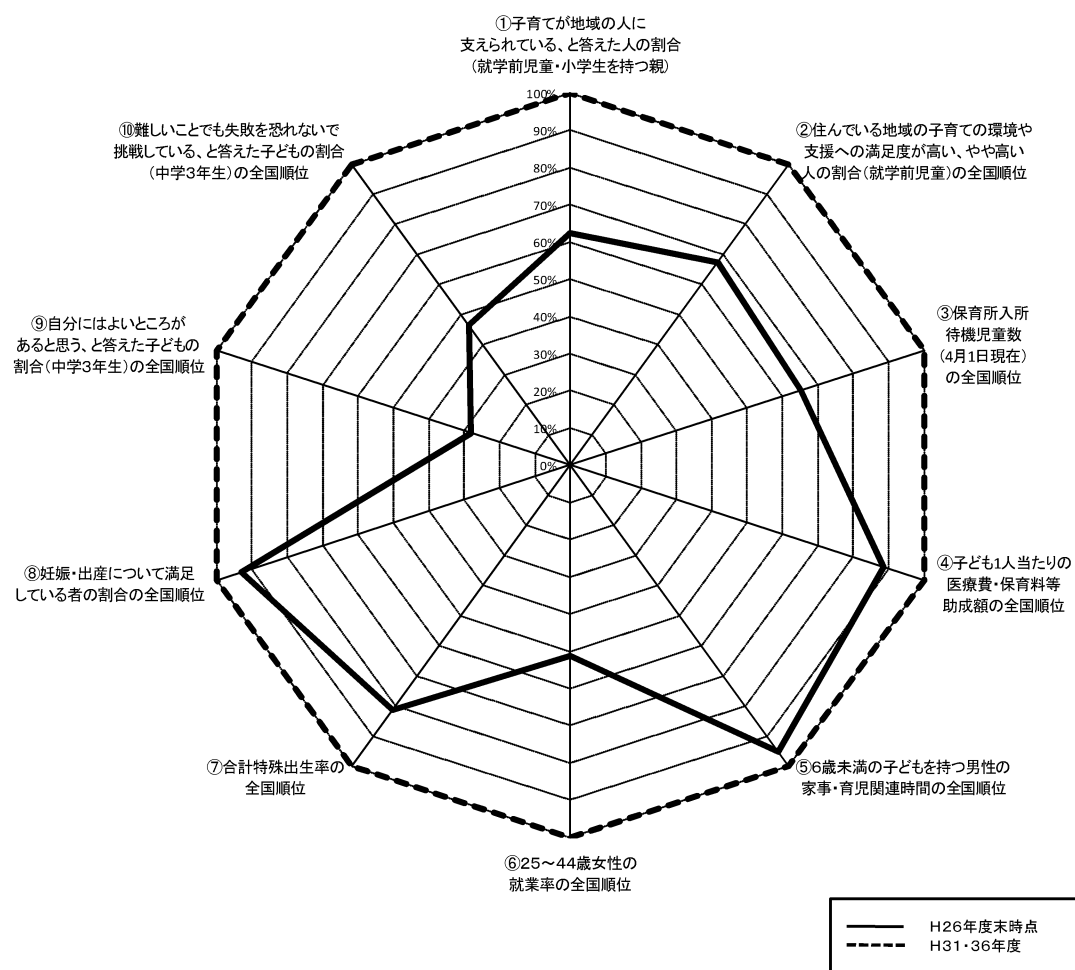 ①子育てが地域の人に
支えられている、と答えた人の割合
(就学前児童・小学生を持つ親)
100%
90%
80%
70%
60%
50%
40%
30%
20%
10%
0%
②住んでいる地域の子育ての環境や
支援への満足度が高い、やや高い
人の割合(就学前児童)の全国順位
③保育所入所
待機児童数
(4月1日現在)
の全国順位
④子ども1人当たりの
医療費・保育料等
助成額の全国順位
⑤6歳未満の子どもを持つ男性の
家事・育児関連時間の全国順位
⑥25～44歳女性の
就業率の全国順位
⑦合計特殊出生率の
全国順位
⑧妊娠・出産について満足
している者の割合の全国順位
⑨自分にはよいところが
あると思う、と答えた子どもの
割合(中学3年生)の全国順位
⑩難しいことでも失敗を恐れないで
挑戦している、と答えた子どもの割合
(中学3年生)の全国順位
H26年度末時点
H31・36年度